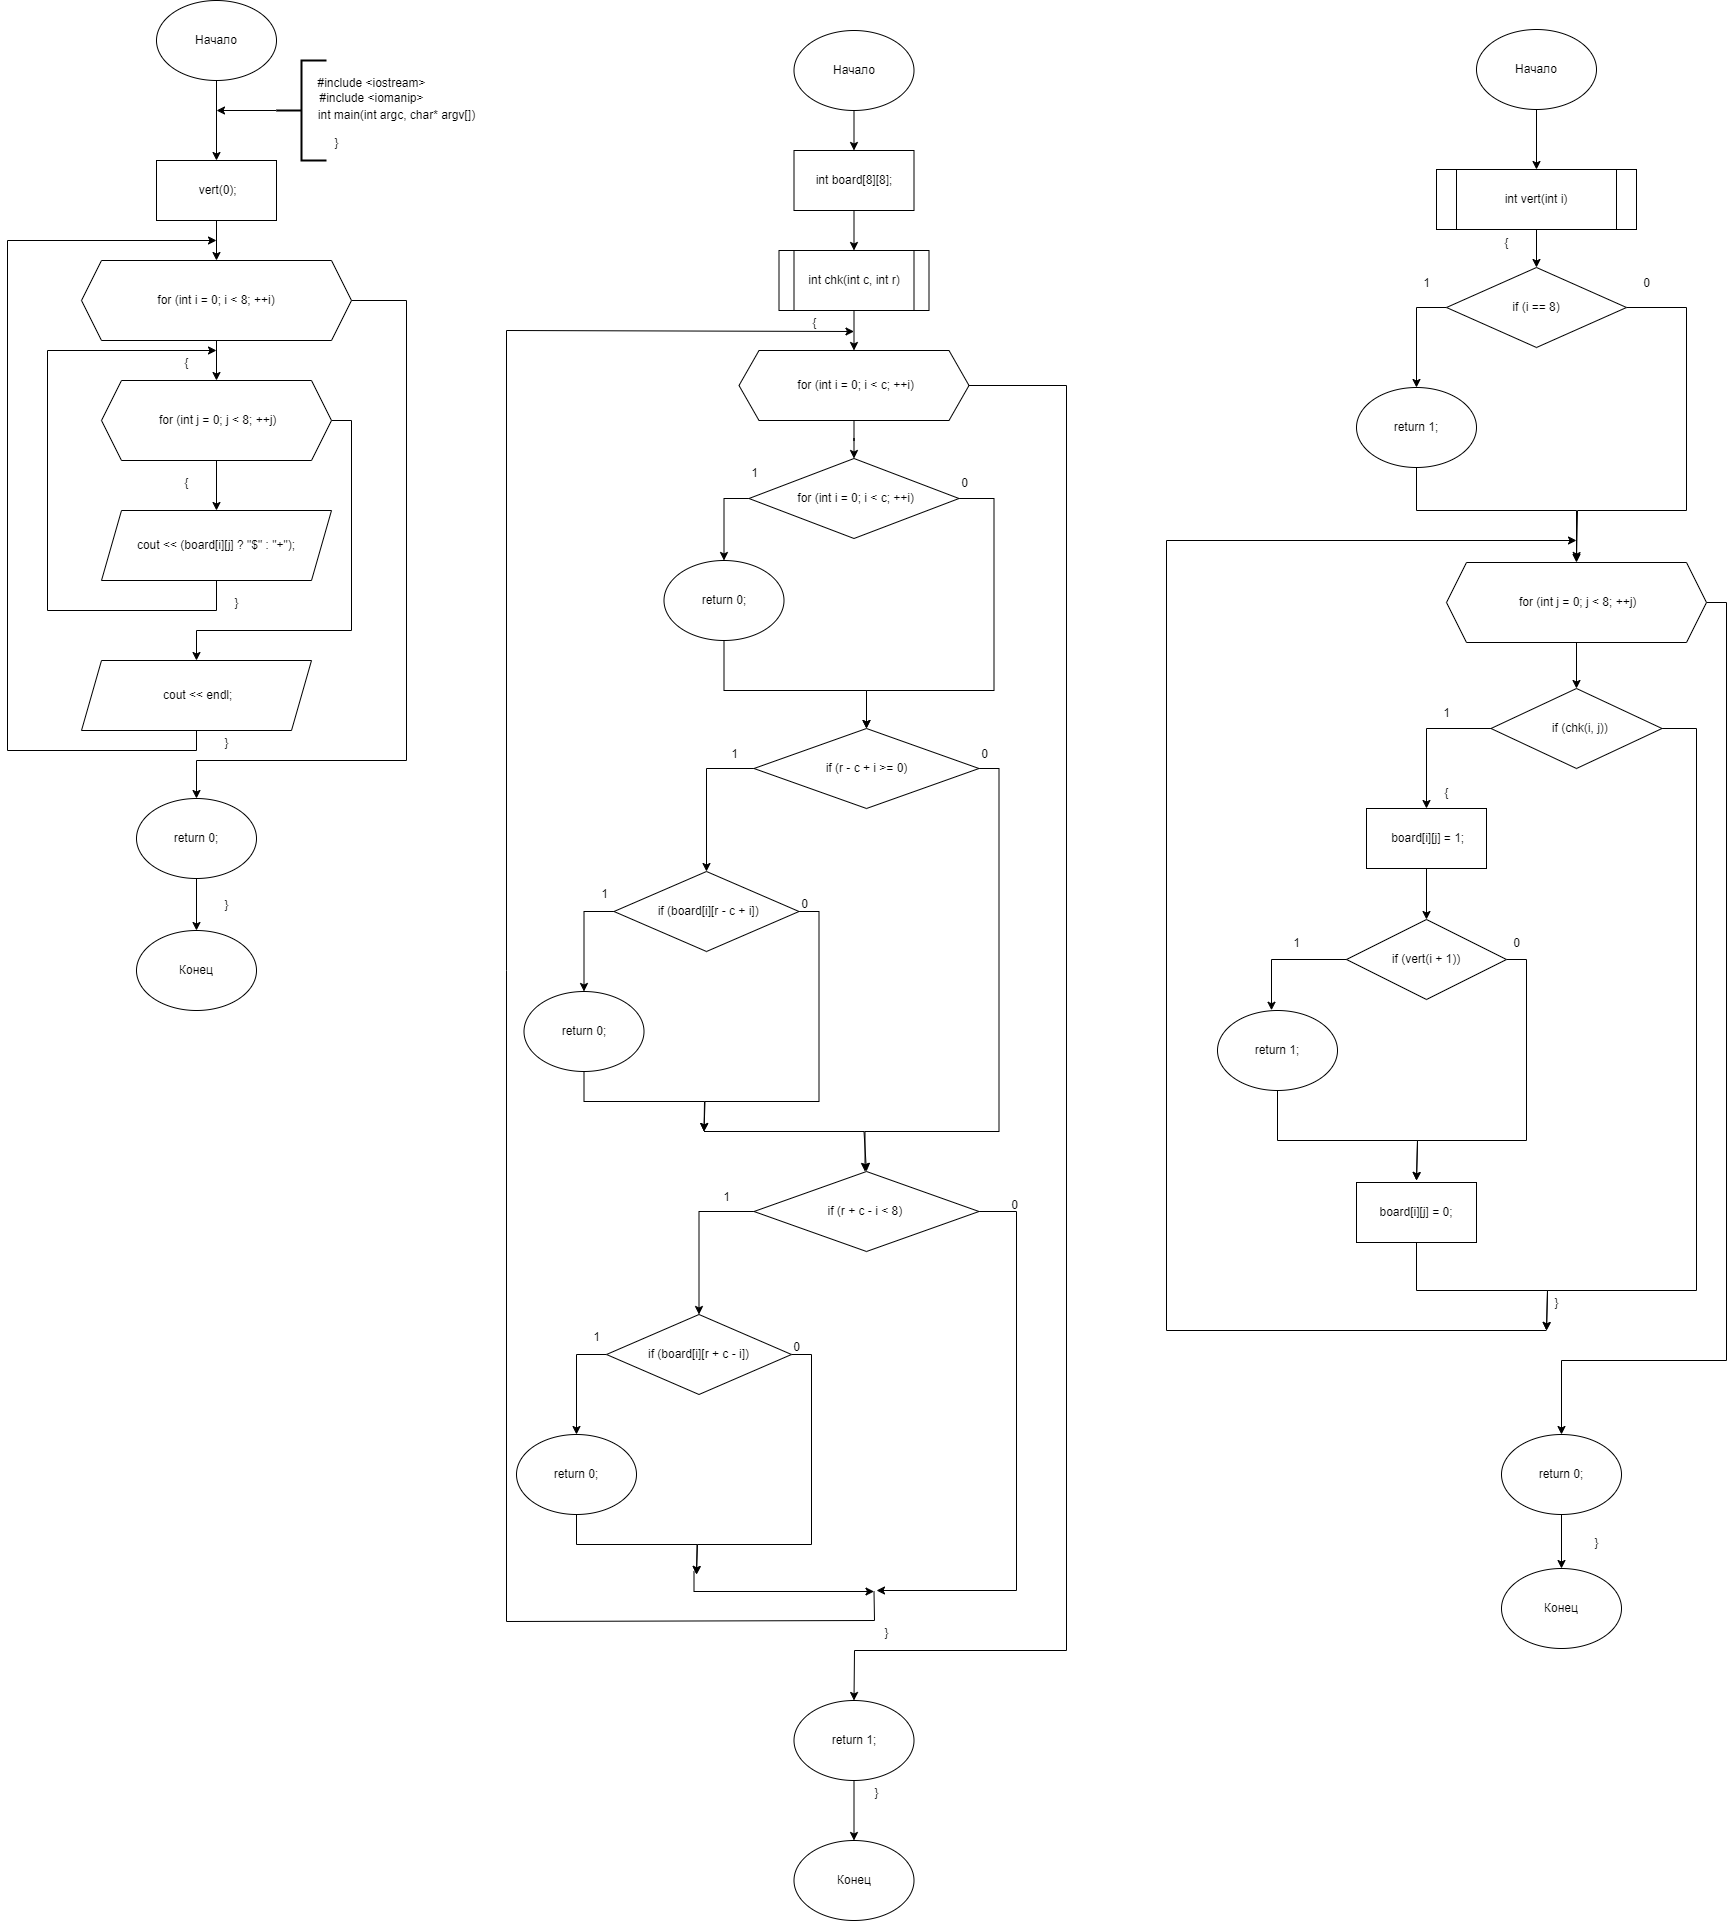 Начало
#include <iostream>
#include <iomanip>
int main(int argc, char* argv[])
}
vert(0);
for (int i = 0; i < 8; ++i)
{
for (int j = 0; j < 8; ++j)
{
cout << (board[i][j] ? "$" : "+");
}
cout << endl;
}
return 0;
}
Конец
Начало
int board[8][8];
int chk(int c, int r)
{
for (int i = 0; i < c; ++i)
1
0
for (int i = 0; i < c; ++i)
return 0;
1
0
if (r - c + i >= 0)
1
0
if (board[i][r - c + i])
return 0;
1
0
if (r + c - i < 8)
1
0
if (board[i][r + c - i])
return 0;
}
return 1;
}
Конец
Начало
int vert(int i)
{
1
0
if (i == 8)
return 1;
for (int j = 0; j < 8; ++j)
1
if (chk(i, j))
{
board[i][j] = 1;
1
0
if (vert(i + 1))
return 1;
board[i][j] = 0;
}
return 0;
}
Конец